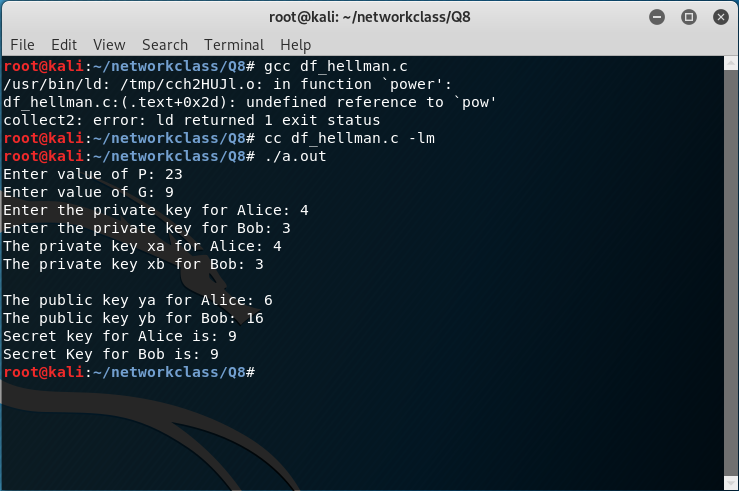 root@kali: ~/networkclass/Q8
File Edit View Search Terminal Help
root@kali:~/networkclass/Q8# gcc df_hellman.c
/usr/bin/ld: /tmp/cch2HUJl.o: in function `power':
df_hellman.c:(.text+0x2d): undefined reference to `pow'
collect2: error: ld returned 1 exit status
root@kali:~/networkclass/Q8# cc df_hellman.c -lm
root@kali:~/networkclass/Q8# ./a.out
Enter value of P: 23
Enter value of G: 9
Enter the private key for Alice: 4
Enter the private key for Bob: 3
The private key xa for Alice: 4
The private key xb for Bob: 3
The public key ya for Alice: 6
The public key yb for Bob: 16
Secret key for Alice is: 9
Secret Key for Bob is: 9
root@kali:~/networkclass/Q8#